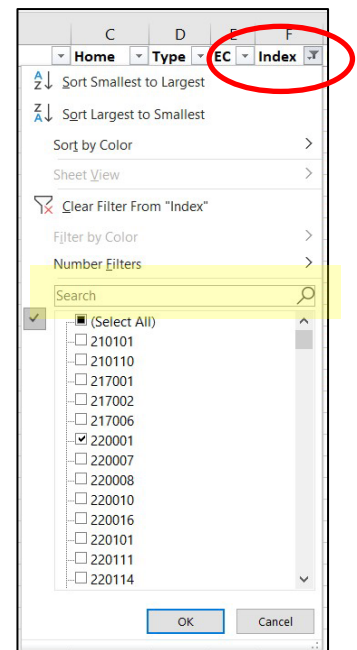 C D E F
Home Type EC Index
Sort Smallest to Largest
Sort Largest to Smallest
Sort by Color
Sheet View
Clear Filter From "Index"
Filter by Color
Number Filters
Search
(Select All)
210101
210110
217001
217002
217006
220001
220007
220008
220010
220016
220101
220111
220114
OK Cancel